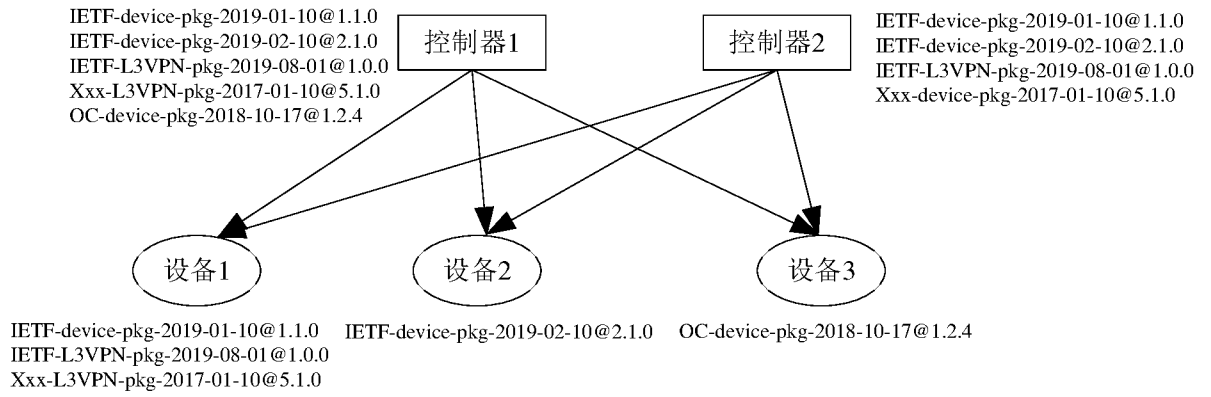 IETF-device-pkg-2019-01-10@1.1.0
IETF-device-pkg-2019-02-10@2.1.0
IETF-L3VPN-pkg-2019-08-01@1.0.0
Xxx-L3VPN-pkg-2017-01-10@5.1.0
OC-device-pkg-2018-10-17@1.2.4
控制器1
控制器2
IETF-device-pkg-2019-01-10@1.1.0
IETF-device-pkg-2019-02-10@2.1.0
IETF-L3VPN-pkg-2019-08-01@1.0.0
Xxx-device-pkg-2017-01-10@5.1.0
设备1
设备2
设备3
IETF-device-pkg-2019-01-10@1.1.0
IETF-L3VPN-pkg-2019-08-01@1.0.0
Xxx-L3VPN-pkg-2017-01-10@5.1.0
IETF-device-pkg-2019-02-10@2.1.0
OC-device-pkg-2018-10-17@1.2.4